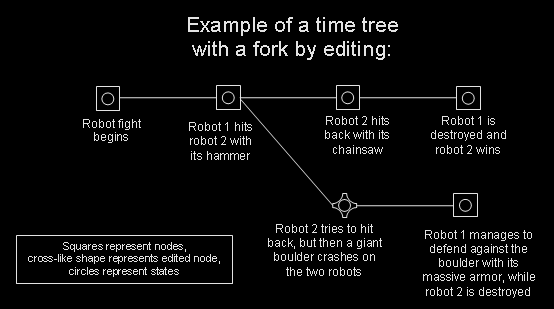 Example of a time tree
with a fork by editing:
Robot fight
begins
Robot 1 hits
robot 2 with
its hammer
Robot 2 hits
back with its
chainsaw
Robot 1 is
destroyed and
robot 2 wins
Robot 2 tries to hit
back, but then a giant
boulder crashes on
the two robots
Robot 1 manages to
defend against the
boulder with its
massive armor, while
robot 2 is destroyed
Squares represent nodes,
cross-like shape represents edited node,
circles represent states